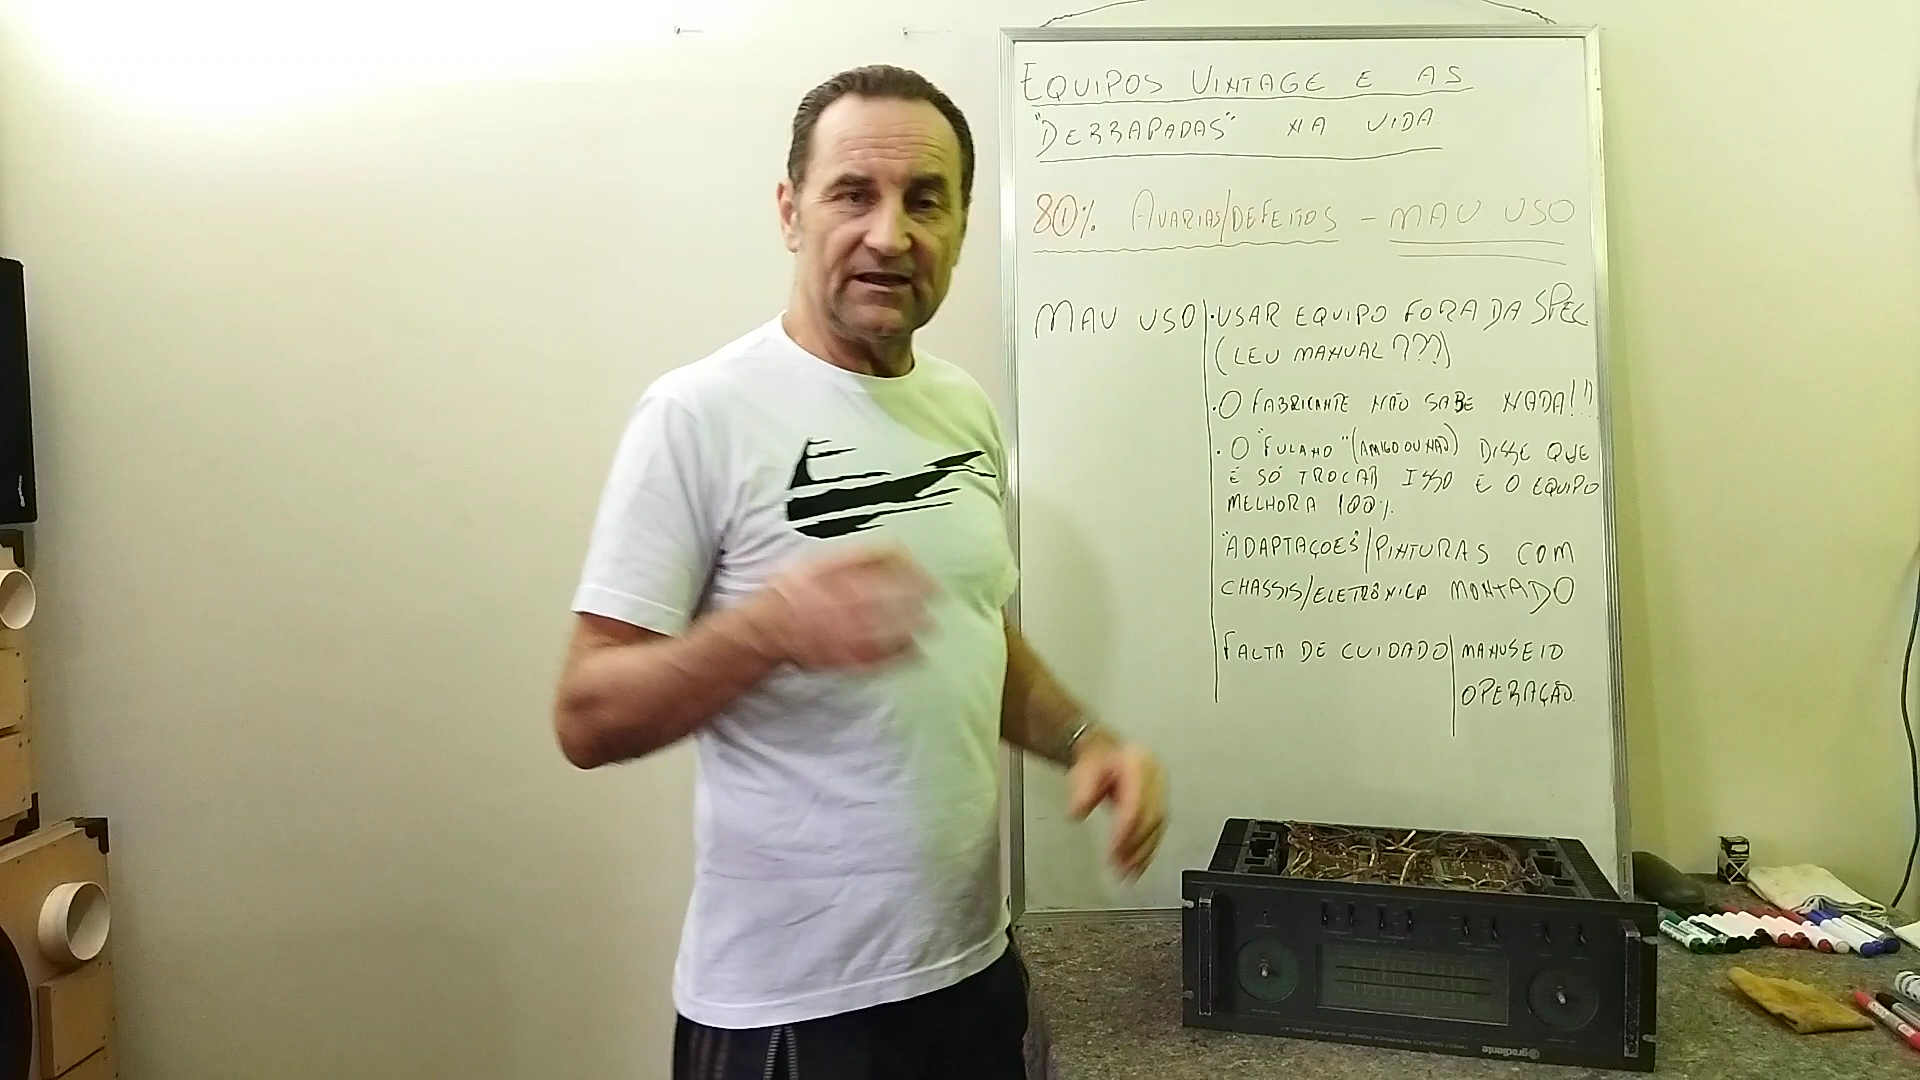 EQUIPOS VINTAGE E AS
"DERRAPADAS" NA VIDA.
80% AVARIAS/DEFEITOS - MAU USO
MAU USO
• USAR EQUIPO FORA DA SPEC
(LEU MANUAL ???)
• O FABRICANTE NÃO SABE NADA!!!
• O "FULANO" (AMIGO OU NÃO) DISSE QUE
É SÓ TROCAR ISSO E O EQUIPO
MELHORA 100%.
"ADAPTAÇOES"/PINTURAS COM
CHASSIS/ELETRÔNICA MONTADO
FALTA DE CUIDADO
MANUSEIO
OPERAÇÃO.
gradiente